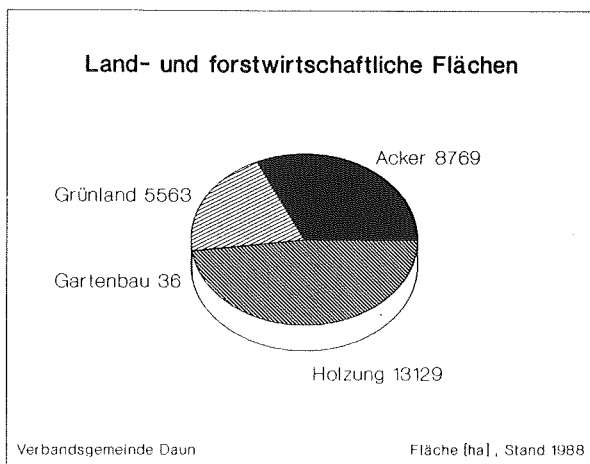 Land- und forstwirtschaftliche Flächen
Acker 8769
Grünland 5563
Gartenbau 36
Holzung 13129
Verbandsgemeinde Daun
Fläche [ha], Stand 1988